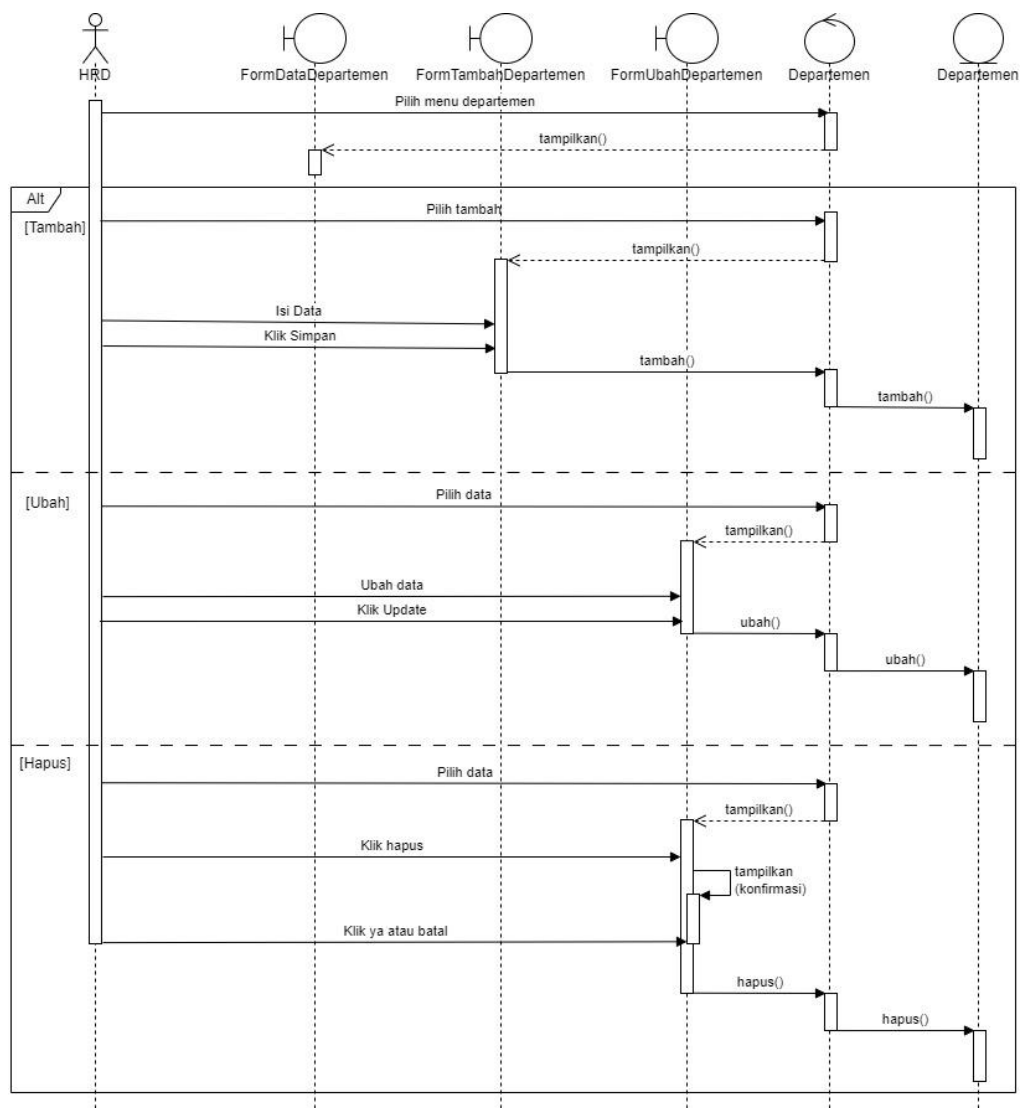 HRD
FormDataDepartemen
FormTambahDepartemen
FormUbahDepartemen
Departemen
Departemen
Pilih menu departemen
tampilkan()
Alt
[Tambah]
Pilih tambah
tampilkan()
Isi Data
Klik Simpan
tambah()
tambah()
[Ubah]
Pilih data
tampilkan()
Ubah data
Klik Update
ubah()
ubah()
[Hapus]
Pilih data
tampilkan()
Klik hapus
tampilkan
(konfirmasi)
Klik ya atau batal
hapus()
hapus()